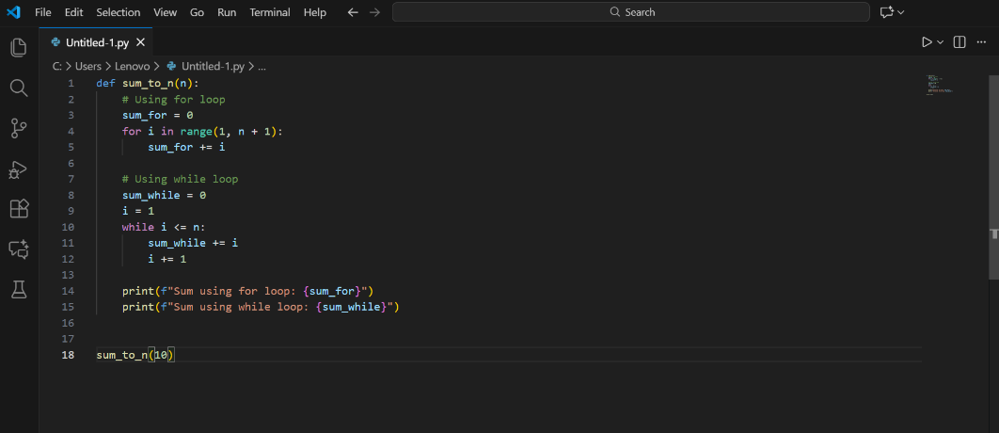 File Edit Selection View Go Run Terminal Help Search
Untitled-1.py
C: > Users > Lenovo > Untitled-1.py > ...
1 def sum_to_n(n):
2     # Using for loop
3     sum_for = 0
4     for i in range(1, n + 1):
5         sum_for += i
6
7     # Using while loop
8     sum_while = 0
9     i = 1
10     while i <= n:
11         sum_while += i
12         i += 1
13
14     print(f"Sum using for loop: {sum_for}")
15     print(f"Sum using while loop: {sum_while}")
16
17
18 sum_to_n(10)